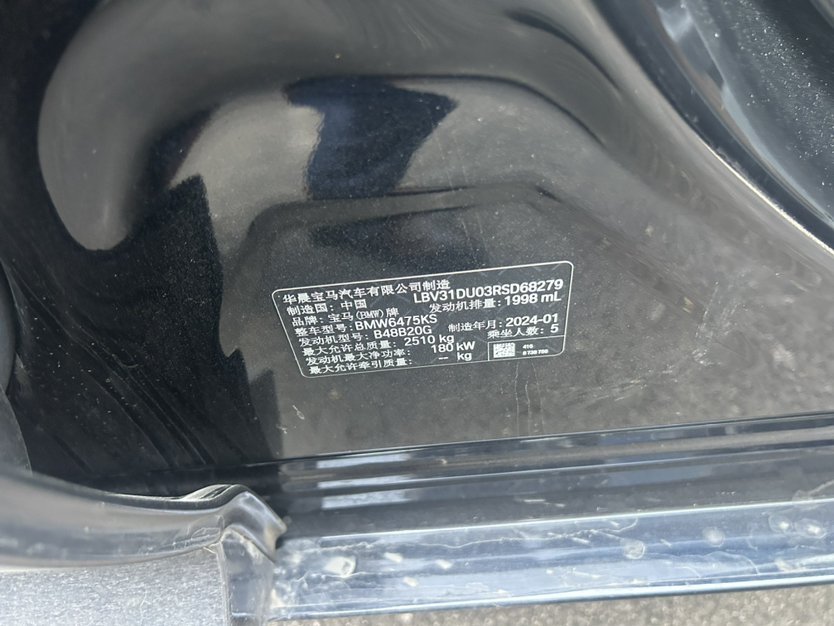 华晨宝马汽车有限公司制造
LBV31DU03RSD68279
制造国: 中国
发动机排量: 1998 mL
品牌: 宝马(BMW)牌
整车型号: BMW6475KS
制造年月: 2024-01
发动机型号: B48B20G
乘坐人数: 5
最大允许总质量: 2510 kg
发动机最大净功率: 180 kW
最大允许牵引质量: -- kg